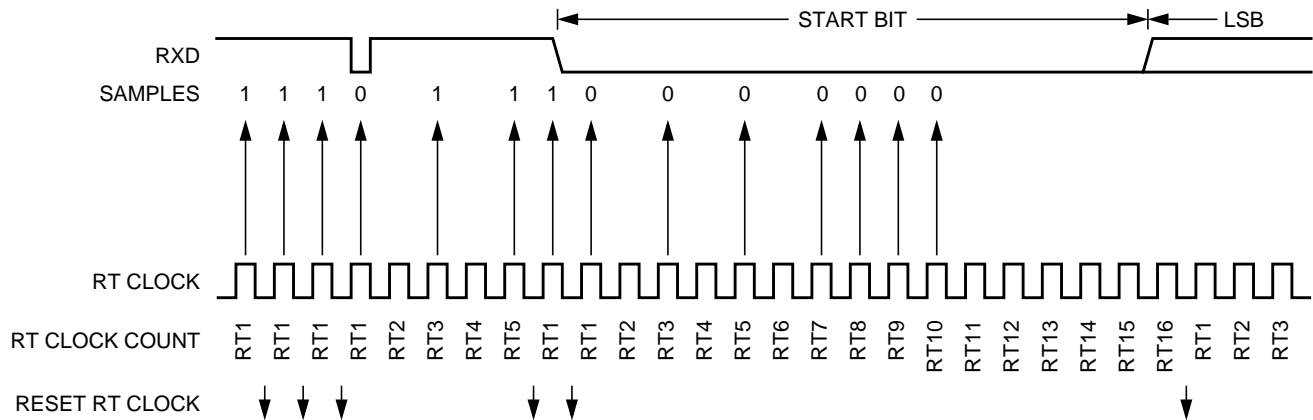 START BIT LSB
RXD
SAMPLES 1 1 1 0 1 1 1 0 0 0 0 0 0 0
RT CLOCK
RT CLOCK COUNT RT1 RT1 RT1 RT1 RT2 RT3 RT4 RT5 RT1 RT1 RT2 RT3 RT4 RT5 RT6 RT7 RT8 RT9 RT10 RT11 RT12 RT13 RT14 RT15 RT16 RT1 RT2 RT3
RESET RT CLOCK